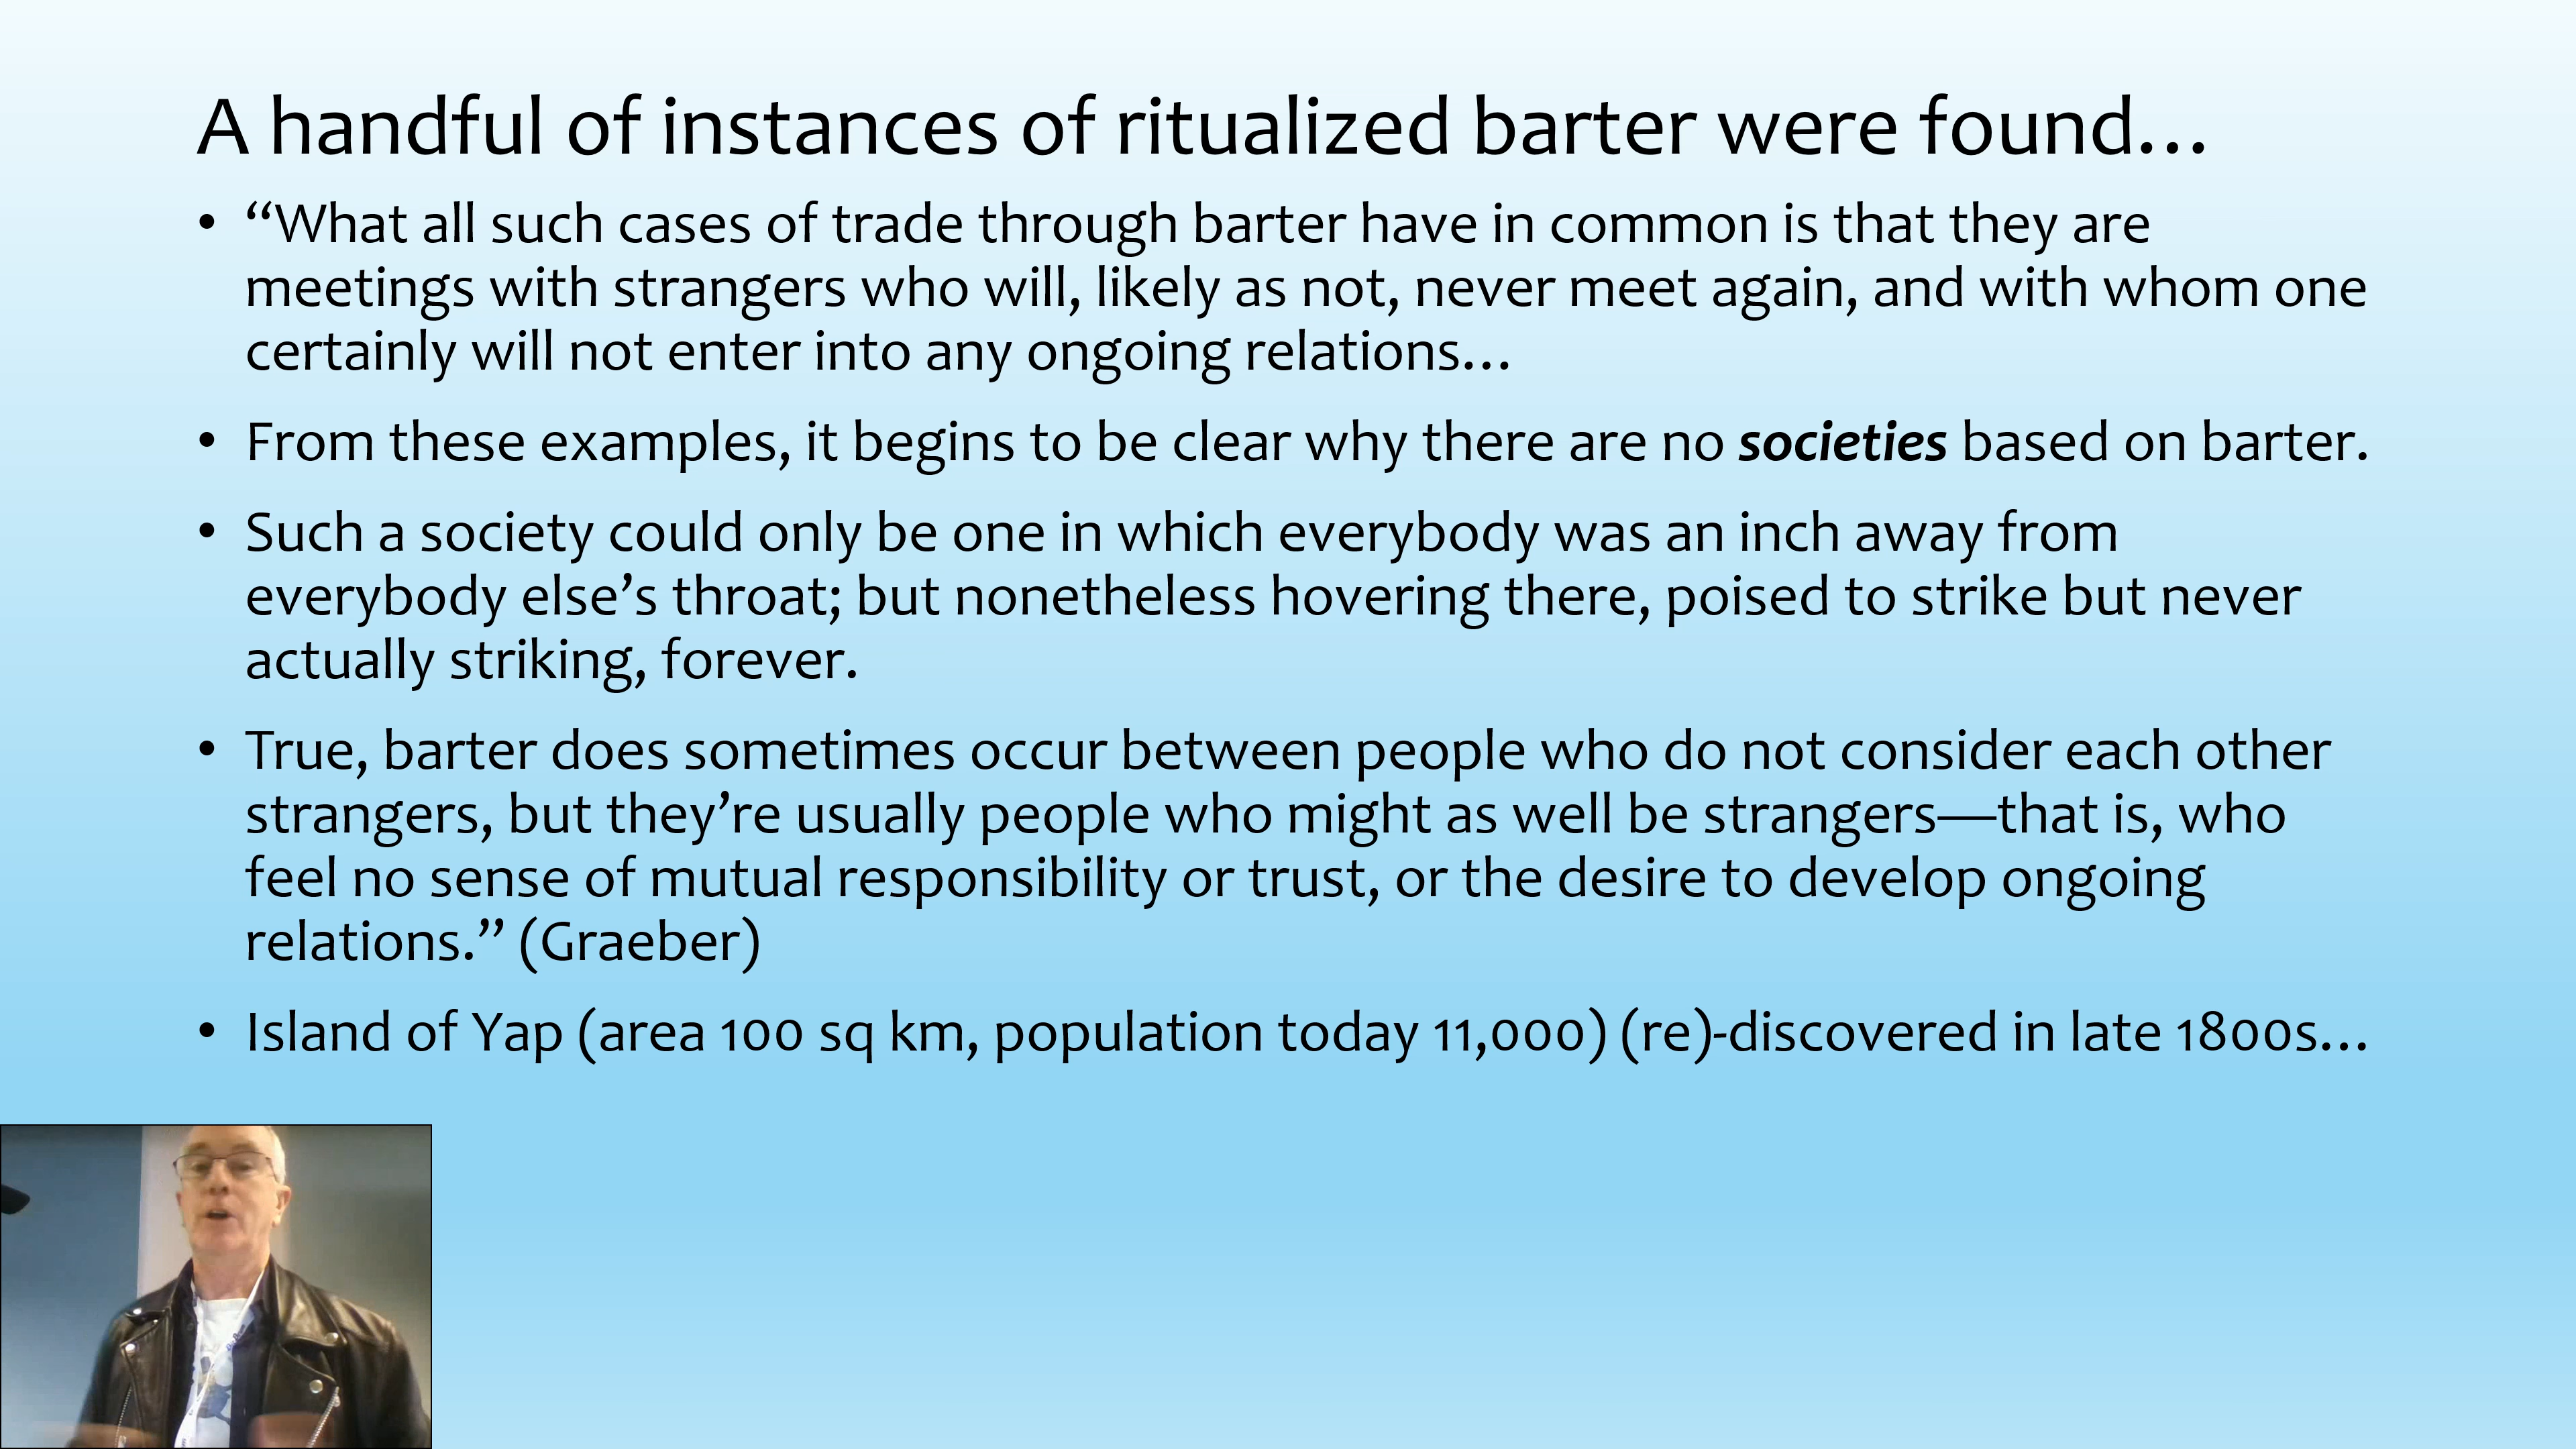 A handful of instances of ritualized barter were found…
• “What all such cases of trade through barter have in common is that they are
meetings with strangers who will, likely as not, never meet again, and with whom one
certainly will not enter into any ongoing relations…
• From these examples, it begins to be clear why there are no societies based on barter.
• Such a society could only be one in which everybody was an inch away from
everybody else’s throat; but nonetheless hovering there, poised to strike but never
actually striking, forever.
• True, barter does sometimes occur between people who do not consider each other
strangers, but they’re usually people who might as well be strangers—that is, who
feel no sense of mutual responsibility or trust, or the desire to develop ongoing
relations.” (Graeber)
• Island of Yap (area 100 sq km, population today 11,000) (re)-discovered in late 1800s…